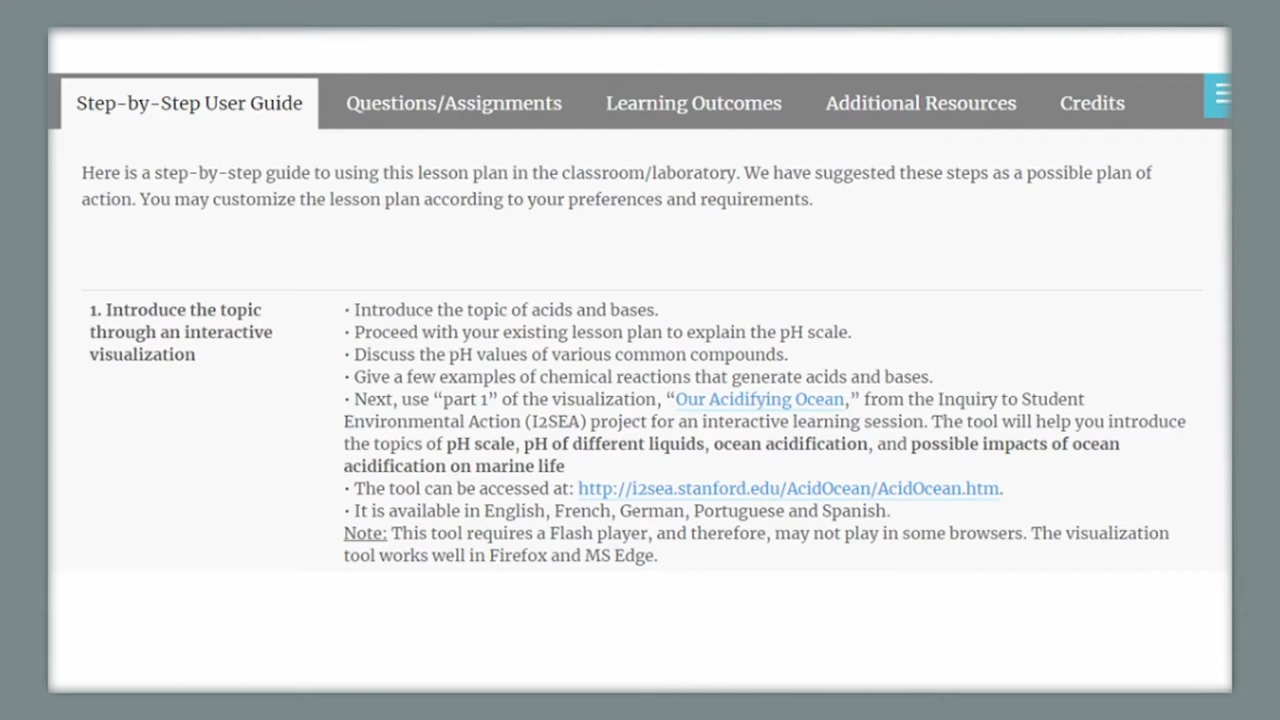 Step-by-Step User Guide
Questions/Assignments
Learning Outcomes
Additional Resources
Credits
Here is a step-by-step guide to using this lesson plan in the classroom/laboratory. We have suggested these steps as a possible plan of
action. You may customize the lesson plan according to your preferences and requirements.
1. Introduce the topic
through an interactive
visualization
· Introduce the topic of acids and bases.
· Proceed with your existing lesson plan to explain the pH scale.
· Discuss the pH values of various common compounds.
· Give a few examples of chemical reactions that generate acids and bases.
· Next, use “part 1” of the visualization, “Our Acidifying Ocean,” from the Inquiry to Student
Environmental Action (I2SEA) project for an interactive learning session. The tool will help you introduce
the topics of pH scale, pH of different liquids, ocean acidification, and possible impacts of ocean
acidification on marine life
· The tool can be accessed at: http://i2sea.stanford.edu/AcidOcean/AcidOcean.htm.
· It is available in English, French, German, Portuguese and Spanish.
Note: This tool requires a Flash player, and therefore, may not play in some browsers. The visualization
tool works well in Firefox and MS Edge.